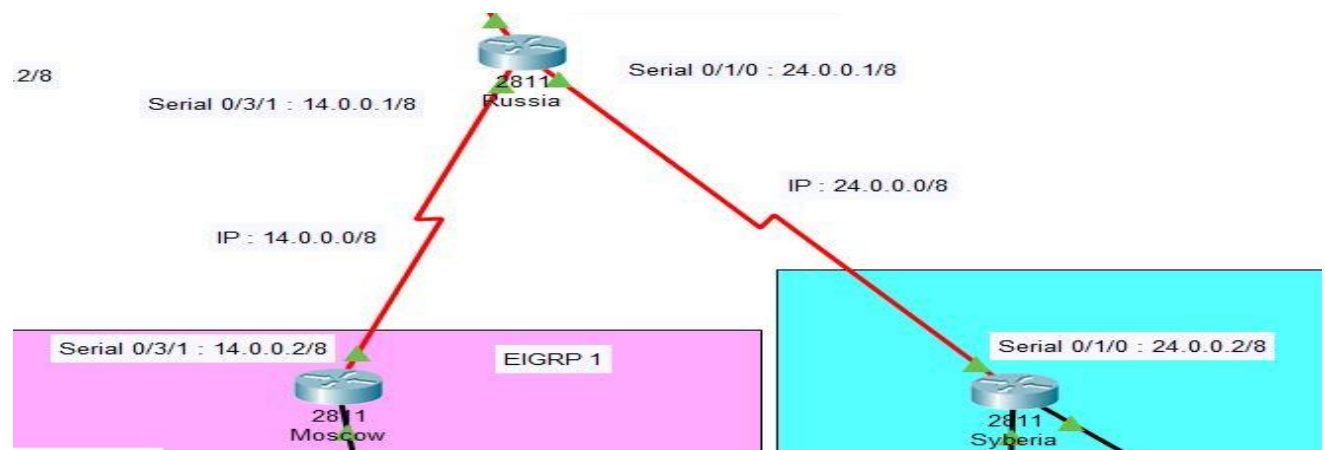 .2/8
Serial 0/1/0 : 24.0.0.1/8
2811
Russia
Serial 0/3/1 : 14.0.0.1/8
IP : 24.0.0.0/8
IP : 14.0.0.0/8
Serial 0/3/1 : 14.0.0.2/8
EIGRP 1
Serial 0/1/0 : 24.0.0.2/8
2811
Moscow
2811
Syberia